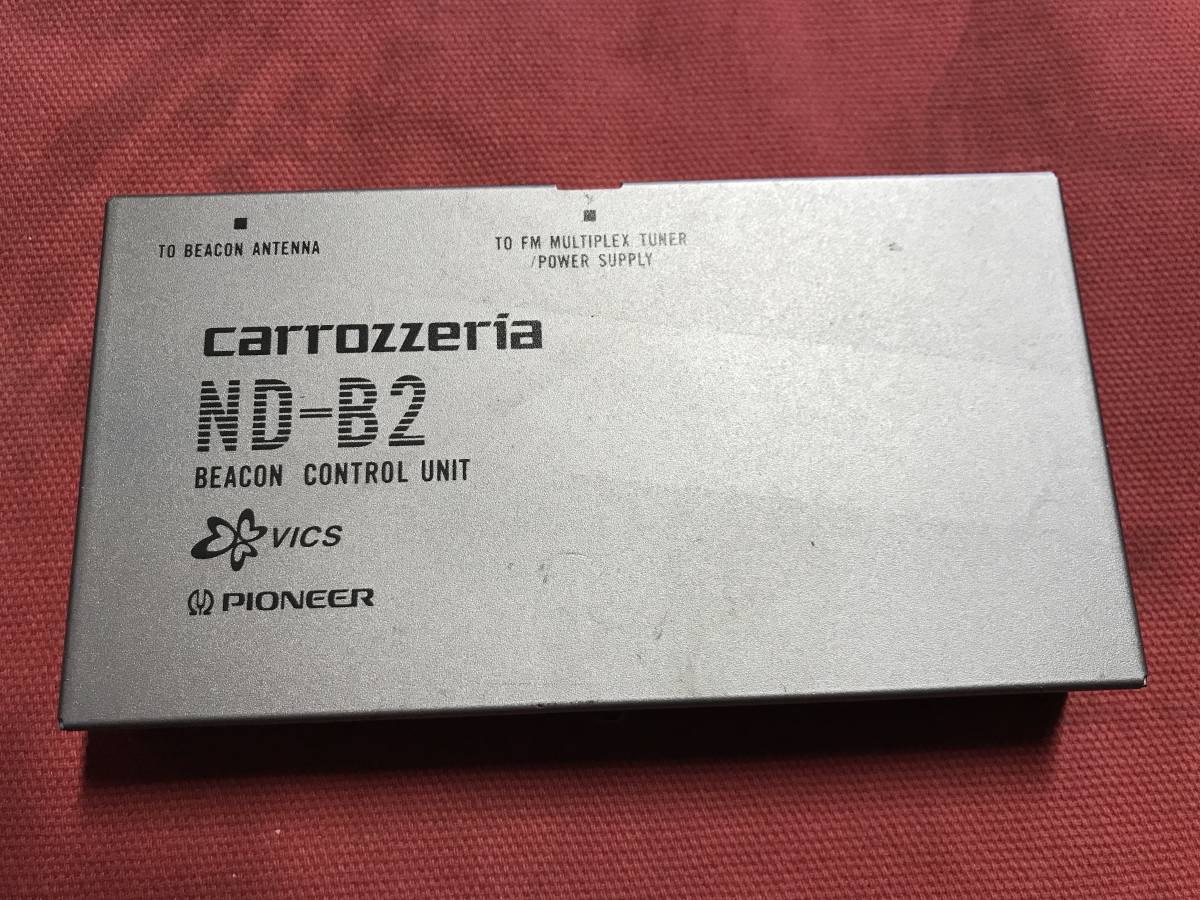 TO BEACON ANTENNA
TO FM MULTIPLEX TUNER
/POWER SUPPLY
carrozzeria
ND-B2
BEACON CONTROL UNIT
VICS
PIONEER